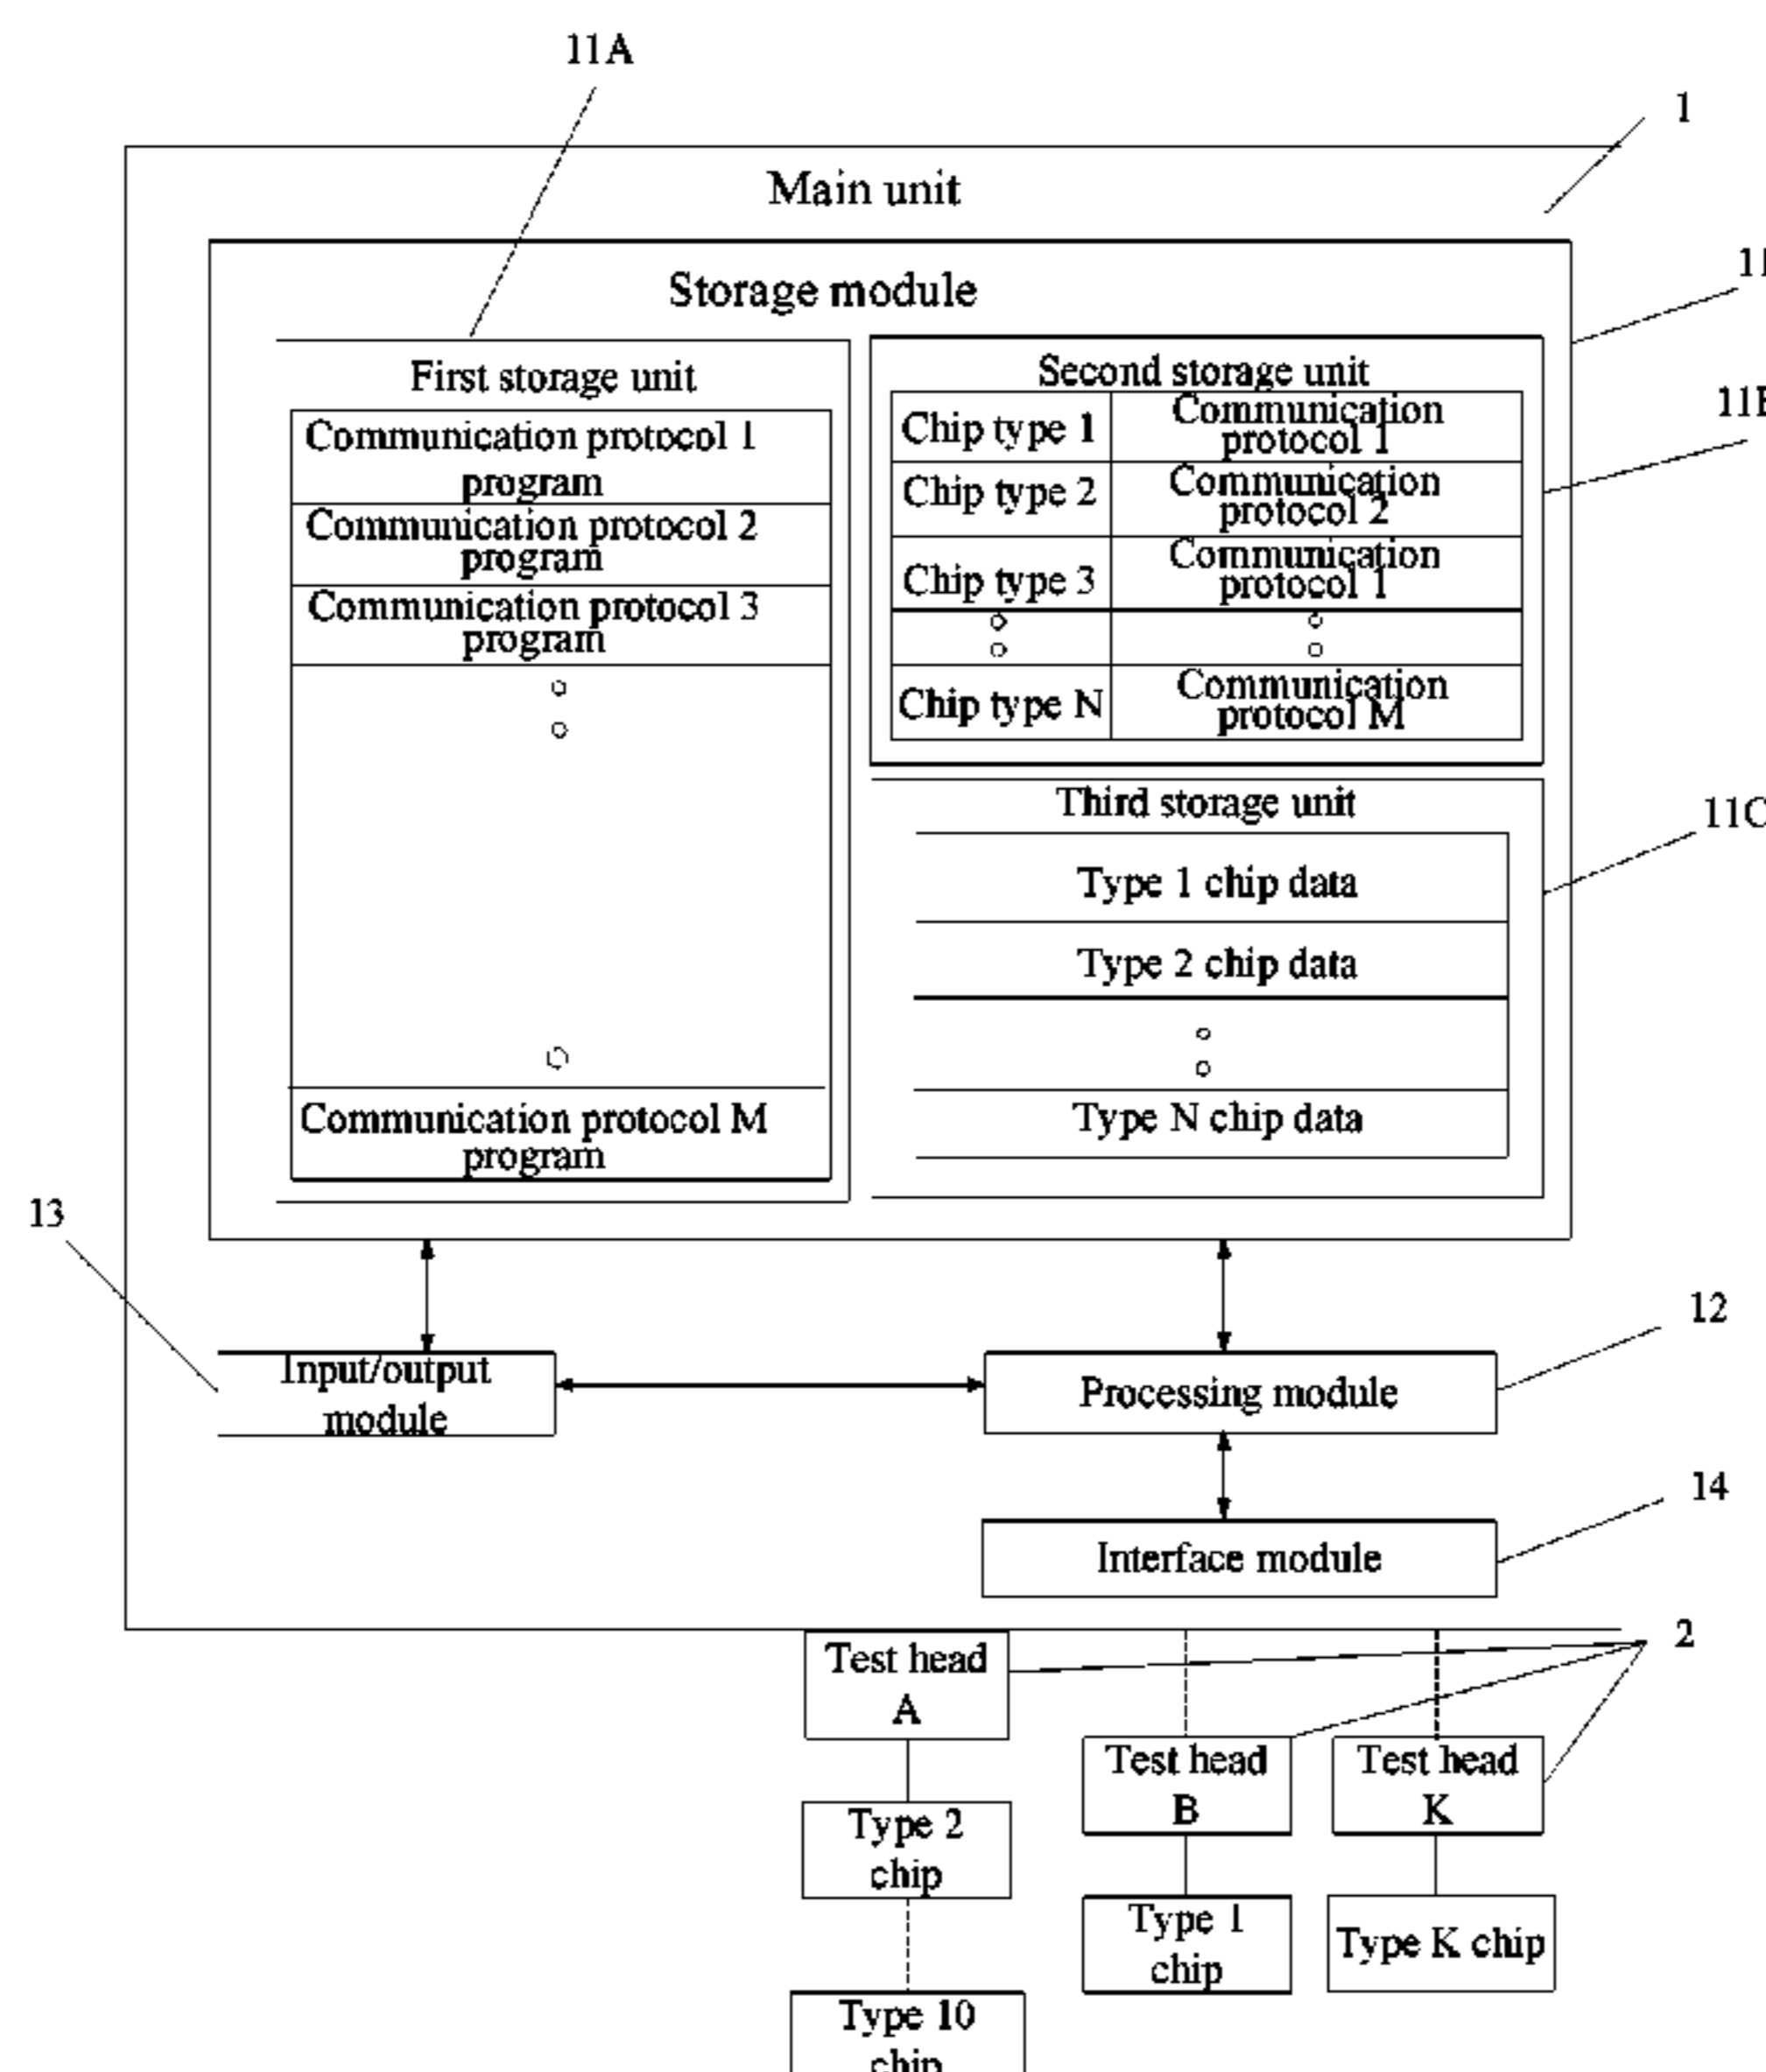 11A
1
Main unit
Storage module
11
First storage unit
Communication protocol 1
program
Communication protocol 2
program
Communication protocol 3
program
Communication protocol M
program
Second storage unit
11B
Chip type 1
Communication
protocol 1
Chip type 2
Communication
protocol 2
Chip type 3
Communication
protocol 1
Chip type N
Communication
protocol M
Third storage unit
11C
Type 1 chip data
Type 2 chip data
Type N chip data
13
Input/output
module
12
Processing module
14
Interface module
2
Test head
A
Test head
B
Test head
K
Type 2
chip
Type 1
chip
Type K chip
Type 10
chip